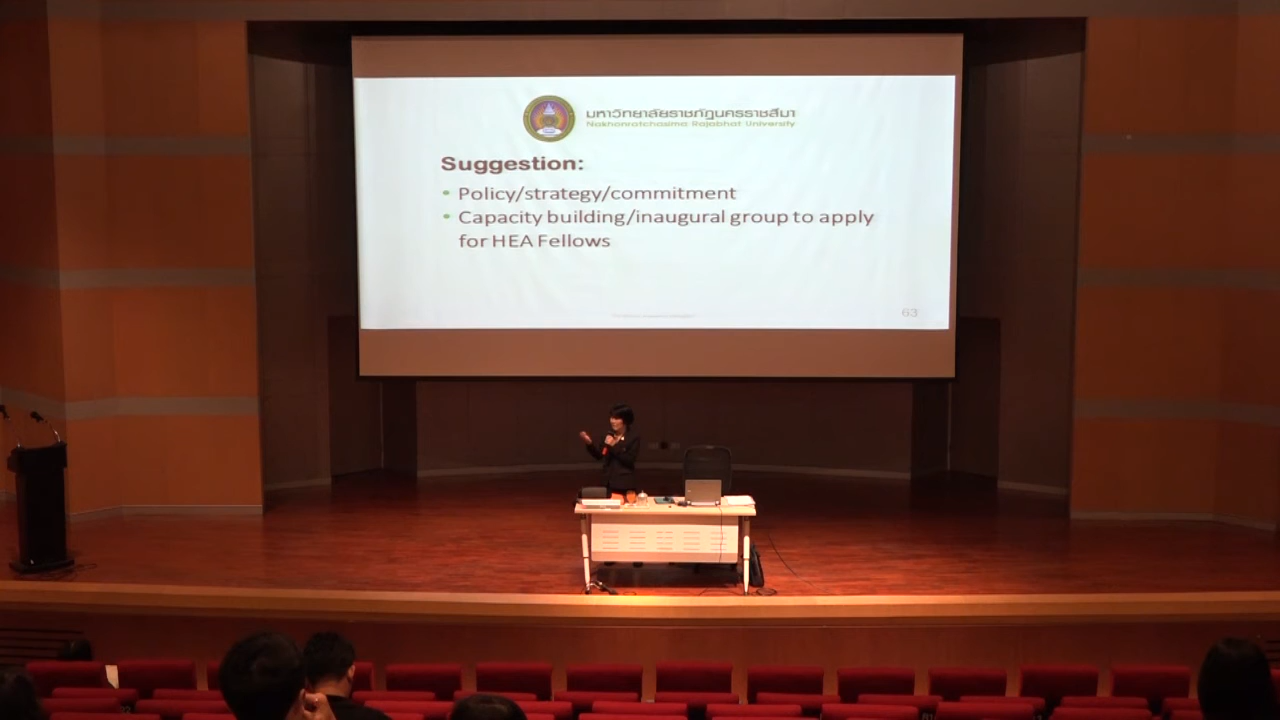 มหาวิทยาลัยราชภัฏนครราชสีมา
Nakhonratchasima Rajabhat University
Suggestion:
• Policy/strategy/commitment
• Capacity building/inaugural group to apply
for HEA Fellows
63